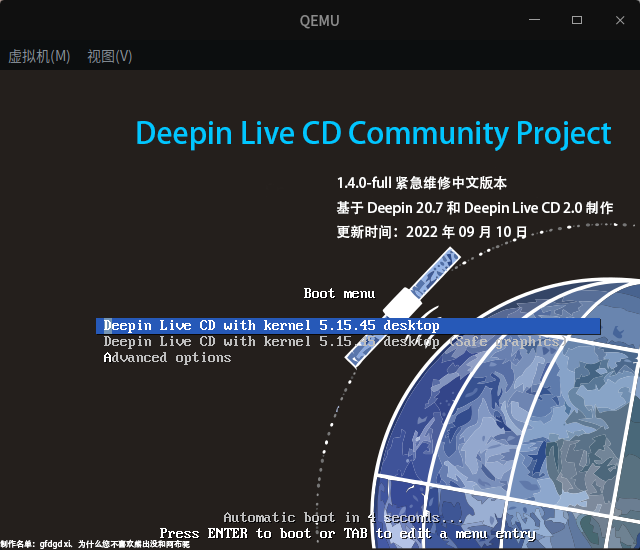 QEMU
虚拟机(M) 视图(V)
Deepin Live CD Community Project
1.4.0-full 紧急维修中文版本
基于 Deepin 20.7 和 Deepin Live CD 2.0 制作
更新时间：2022 年 09 月 10 日
Boot menu
Deepin Live CD with kernel 5.15.45 desktop
Deepin Live CD with kernel 5.15.45 desktop (Safe graphics)
Advanced options
Automatic boot in 4 seconds...
Press ENTER to boot or TAB to edit a menu entry
制作名单：gfdgd xi、为什么您不喜欢熊出没和阿布呢